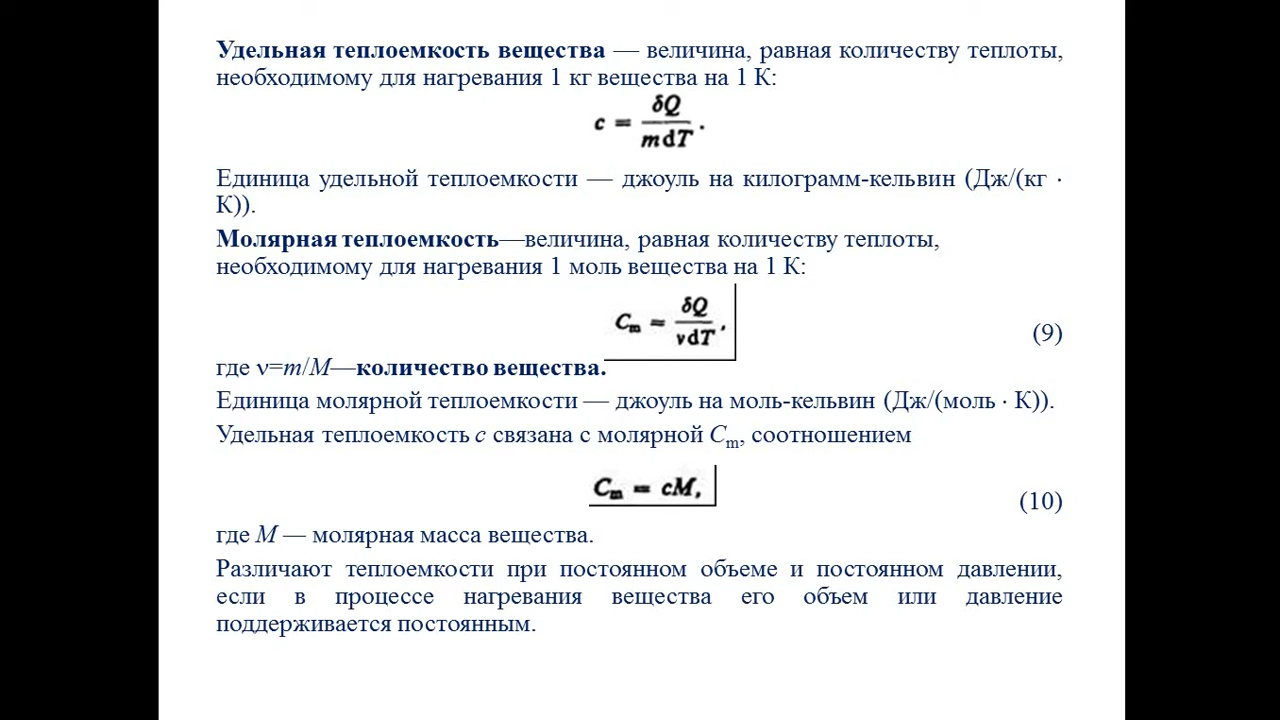 Удельная теплоемкость вещества — величина, равная количеству теплоты,
необходимому для нагревания 1 кг вещества на 1 К:
c = δQ / mdT.
Единица удельной теплоемкости — джоуль на килограмм-кельвин (Дж/(кг ·
К)).
Молярная теплоемкость—величина, равная количеству теплоты,
необходимому для нагревания 1 моль вещества на 1 К:
Cm = δQ / νdT, (9)
где ν=m/M—количество вещества.
Единица молярной теплоемкости — джоуль на моль-кельвин (Дж/(моль · К)).
Удельная теплоемкость c связана с молярной Cm, соотношением
Cm = cM, (10)
где M — молярная масса вещества.
Различают теплоемкости при постоянном объеме и постоянном давлении,
если в процессе нагревания вещества его объем или давление
поддерживается постоянным.